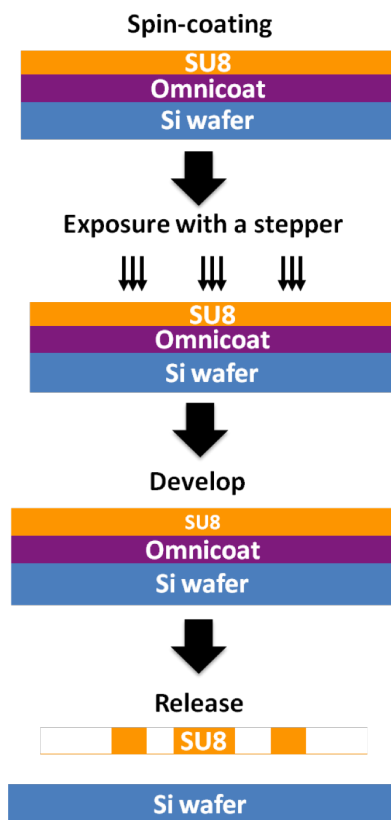 Spin-coating
SU8
Omnicoat
Si wafer
Exposure with a stepper
SU8
Omnicoat
Si wafer
Develop
SU8
Omnicoat
Si wafer
Release
SU8
Si wafer